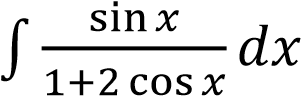 ∫ sin x / (1+2 cos x) dx